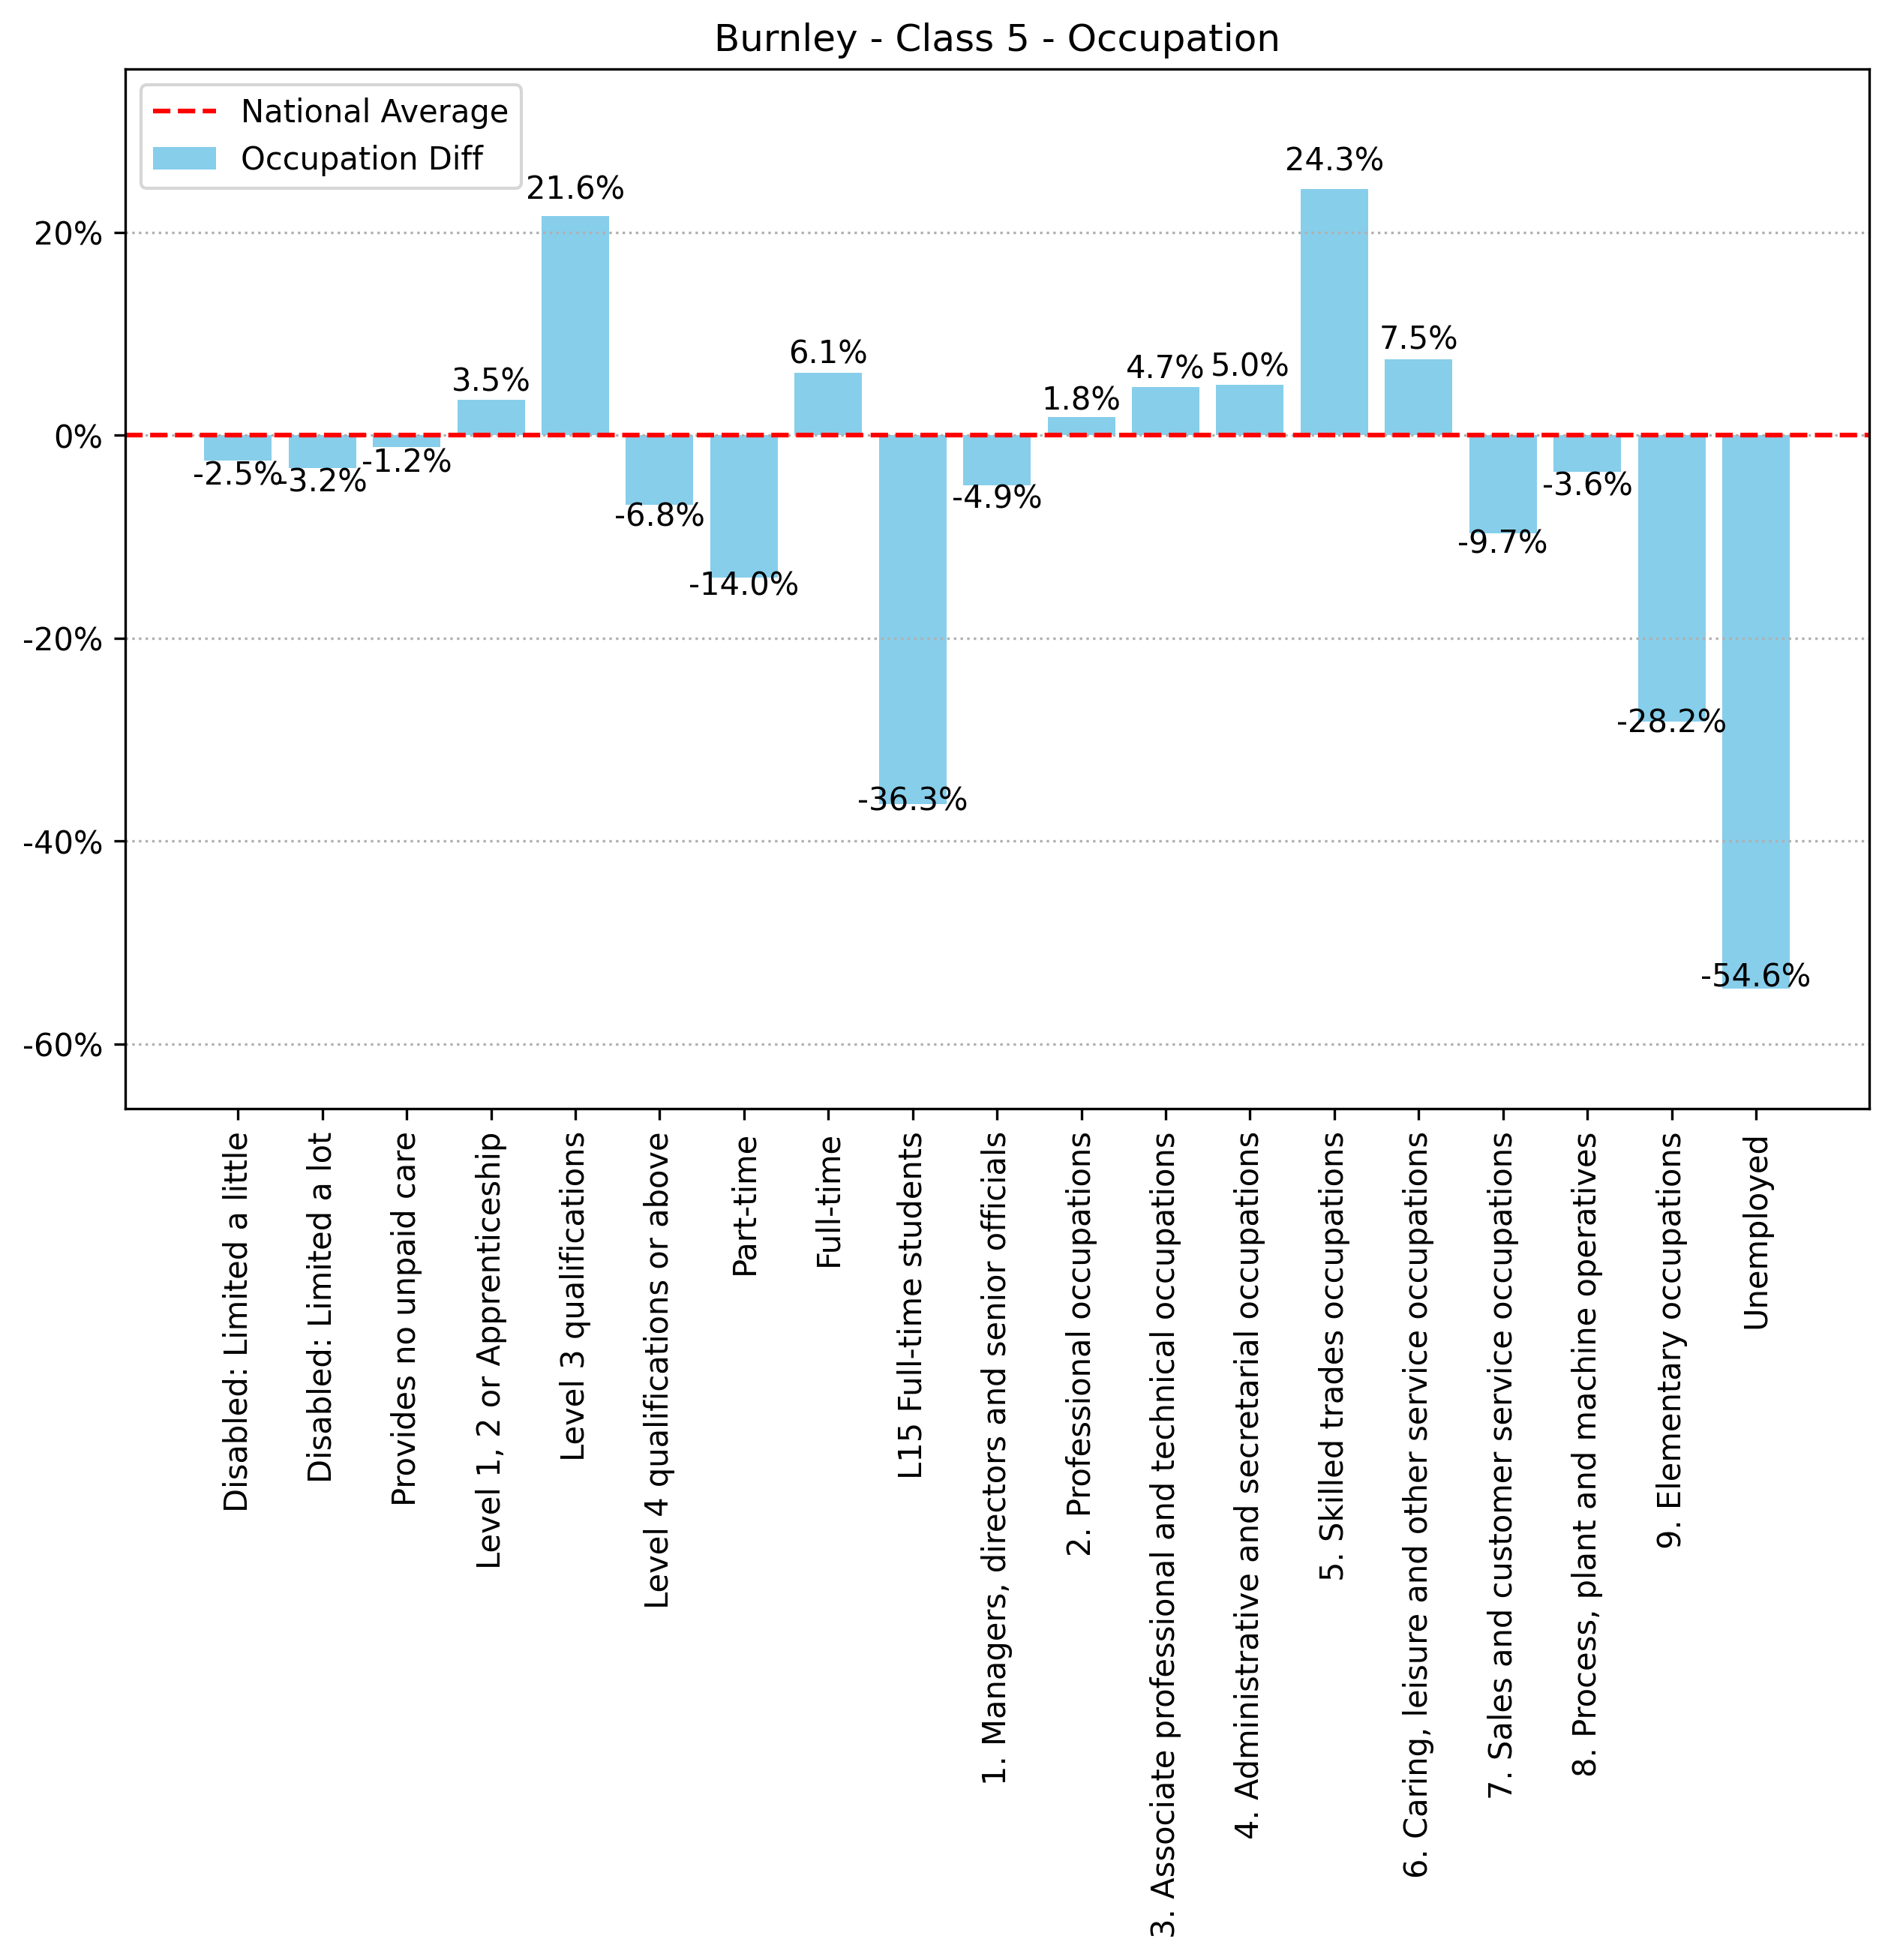 Burnley - Class 5 - Occupation
National Average
Occupation Diff
20%
0%
-20%
-40%
-60%
-2.5%
-3.2%
-1.2%
3.5%
21.6%
-6.8%
-14.0%
6.1%
-36.3%
-4.9%
1.8%
4.7%
5.0%
24.3%
7.5%
-9.7%
-3.6%
-28.2%
-54.6%
Disabled: Limited a little
Disabled: Limited a lot
Provides no unpaid care
Level 1, 2 or Apprenticeship
Level 3 qualifications
Level 4 qualifications or above
Part-time
Full-time
L15 Full-time students
1. Managers, directors and senior officials
2. Professional occupations
3. Associate professional and technical occupations
4. Administrative and secretarial occupations
5. Skilled trades occupations
6. Caring, leisure and other service occupations
7. Sales and customer service occupations
8. Process, plant and machine operatives
9. Elementary occupations
Unemployed